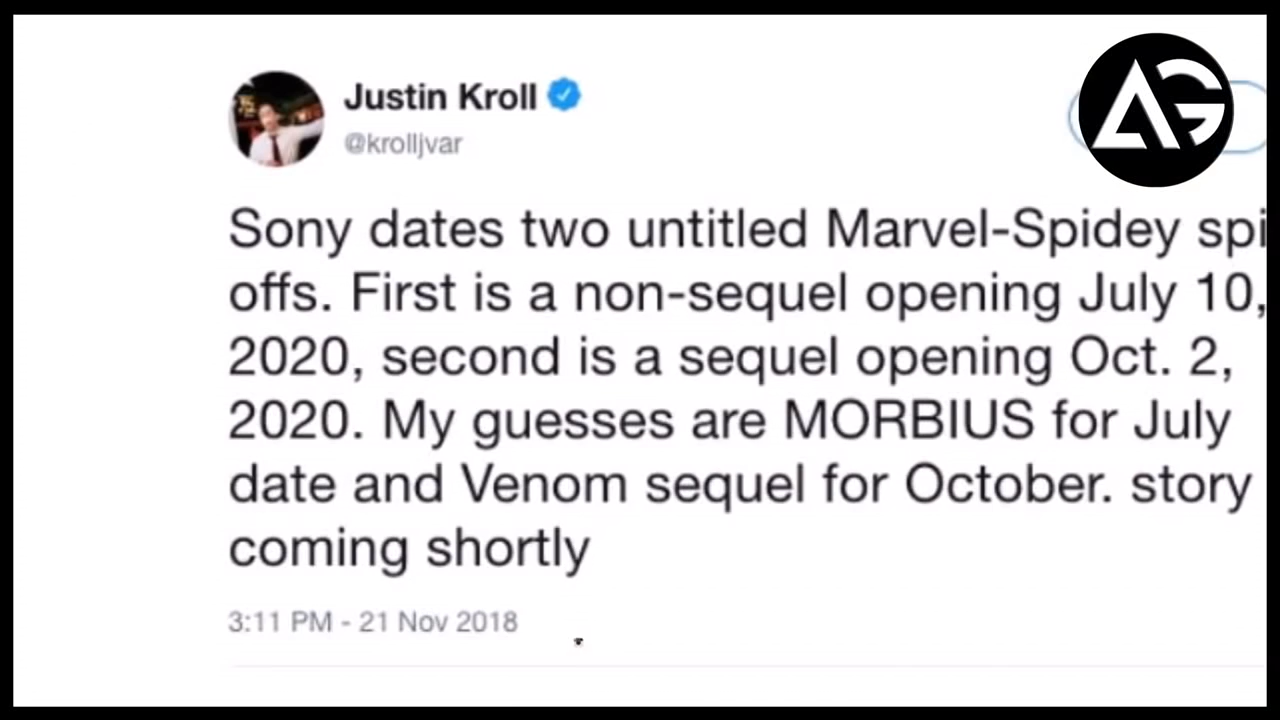 AG
Justin Kroll
@krolljvar
Sony dates two untitled Marvel-Spidey spi
offs. First is a non-sequel opening July 10,
2020, second is a sequel opening Oct. 2,
2020. My guesses are MORBIUS for July
date and Venom sequel for October. story
coming shortly
3:11 PM - 21 Nov 2018